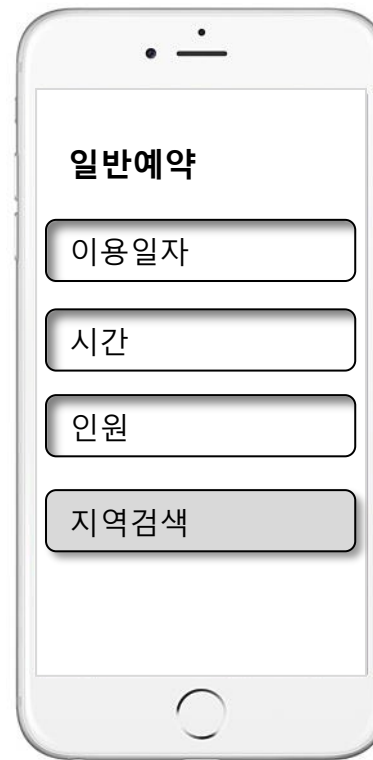 일반예약
이용일자
시간
인원
지역검색